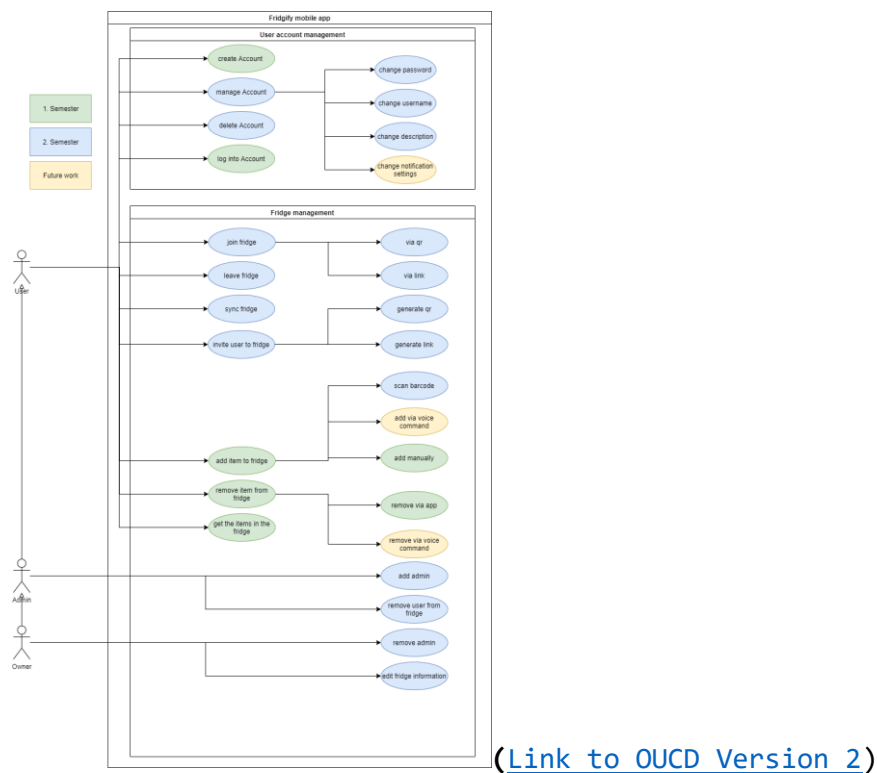 Fridgify mobile app
User account management
create Account
manage Account
delete Account
log into Account
change password
change username
change description
change notification
settings
1. Semester
2. Semester
Future work
Fridge management
join fridge
leave fridge
sync fridge
invite user to fridge
via qr
via link
generate qr
generate link
scan barcode
add via voice
command
add manually
add item to fridge
remove item from
fridge
get the items in the
fridge
remove via app
remove via voice
command
add admin
remove user from
fridge
remove admin
edit fridge information
User
Admin
Owner
(Link to OUCD Version 2)